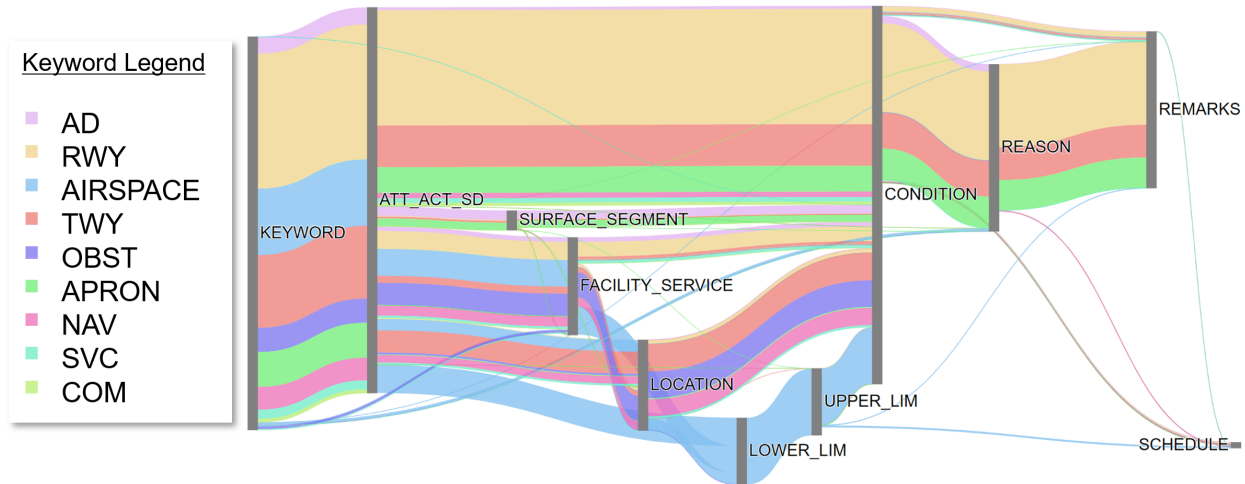 Keyword Legend
AD
RWY
AIRSPACE
TWY
OBST
APRON
NAV
SVC
COM
KEYWORD
ATT_ACT_SD
SURFACE_SEGMENT
FACILITY_SERVICE
LOCATION
LOWER_LIM
UPPER_LIM
CONDITION
REASON
REMARKS
SCHEDULE